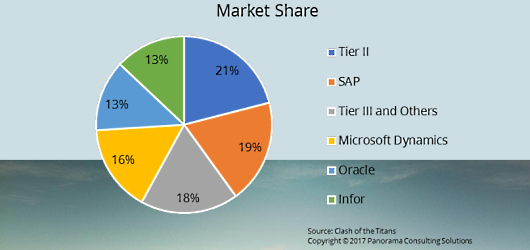 Market Share
13%
21%
13%
19%
16%
18%
Tier II
SAP
Tier III and Others
Microsoft Dynamics
Oracle
Infor
Source: Clash of the Titans
Copyright © 2017 Panorama Consulting Solutions